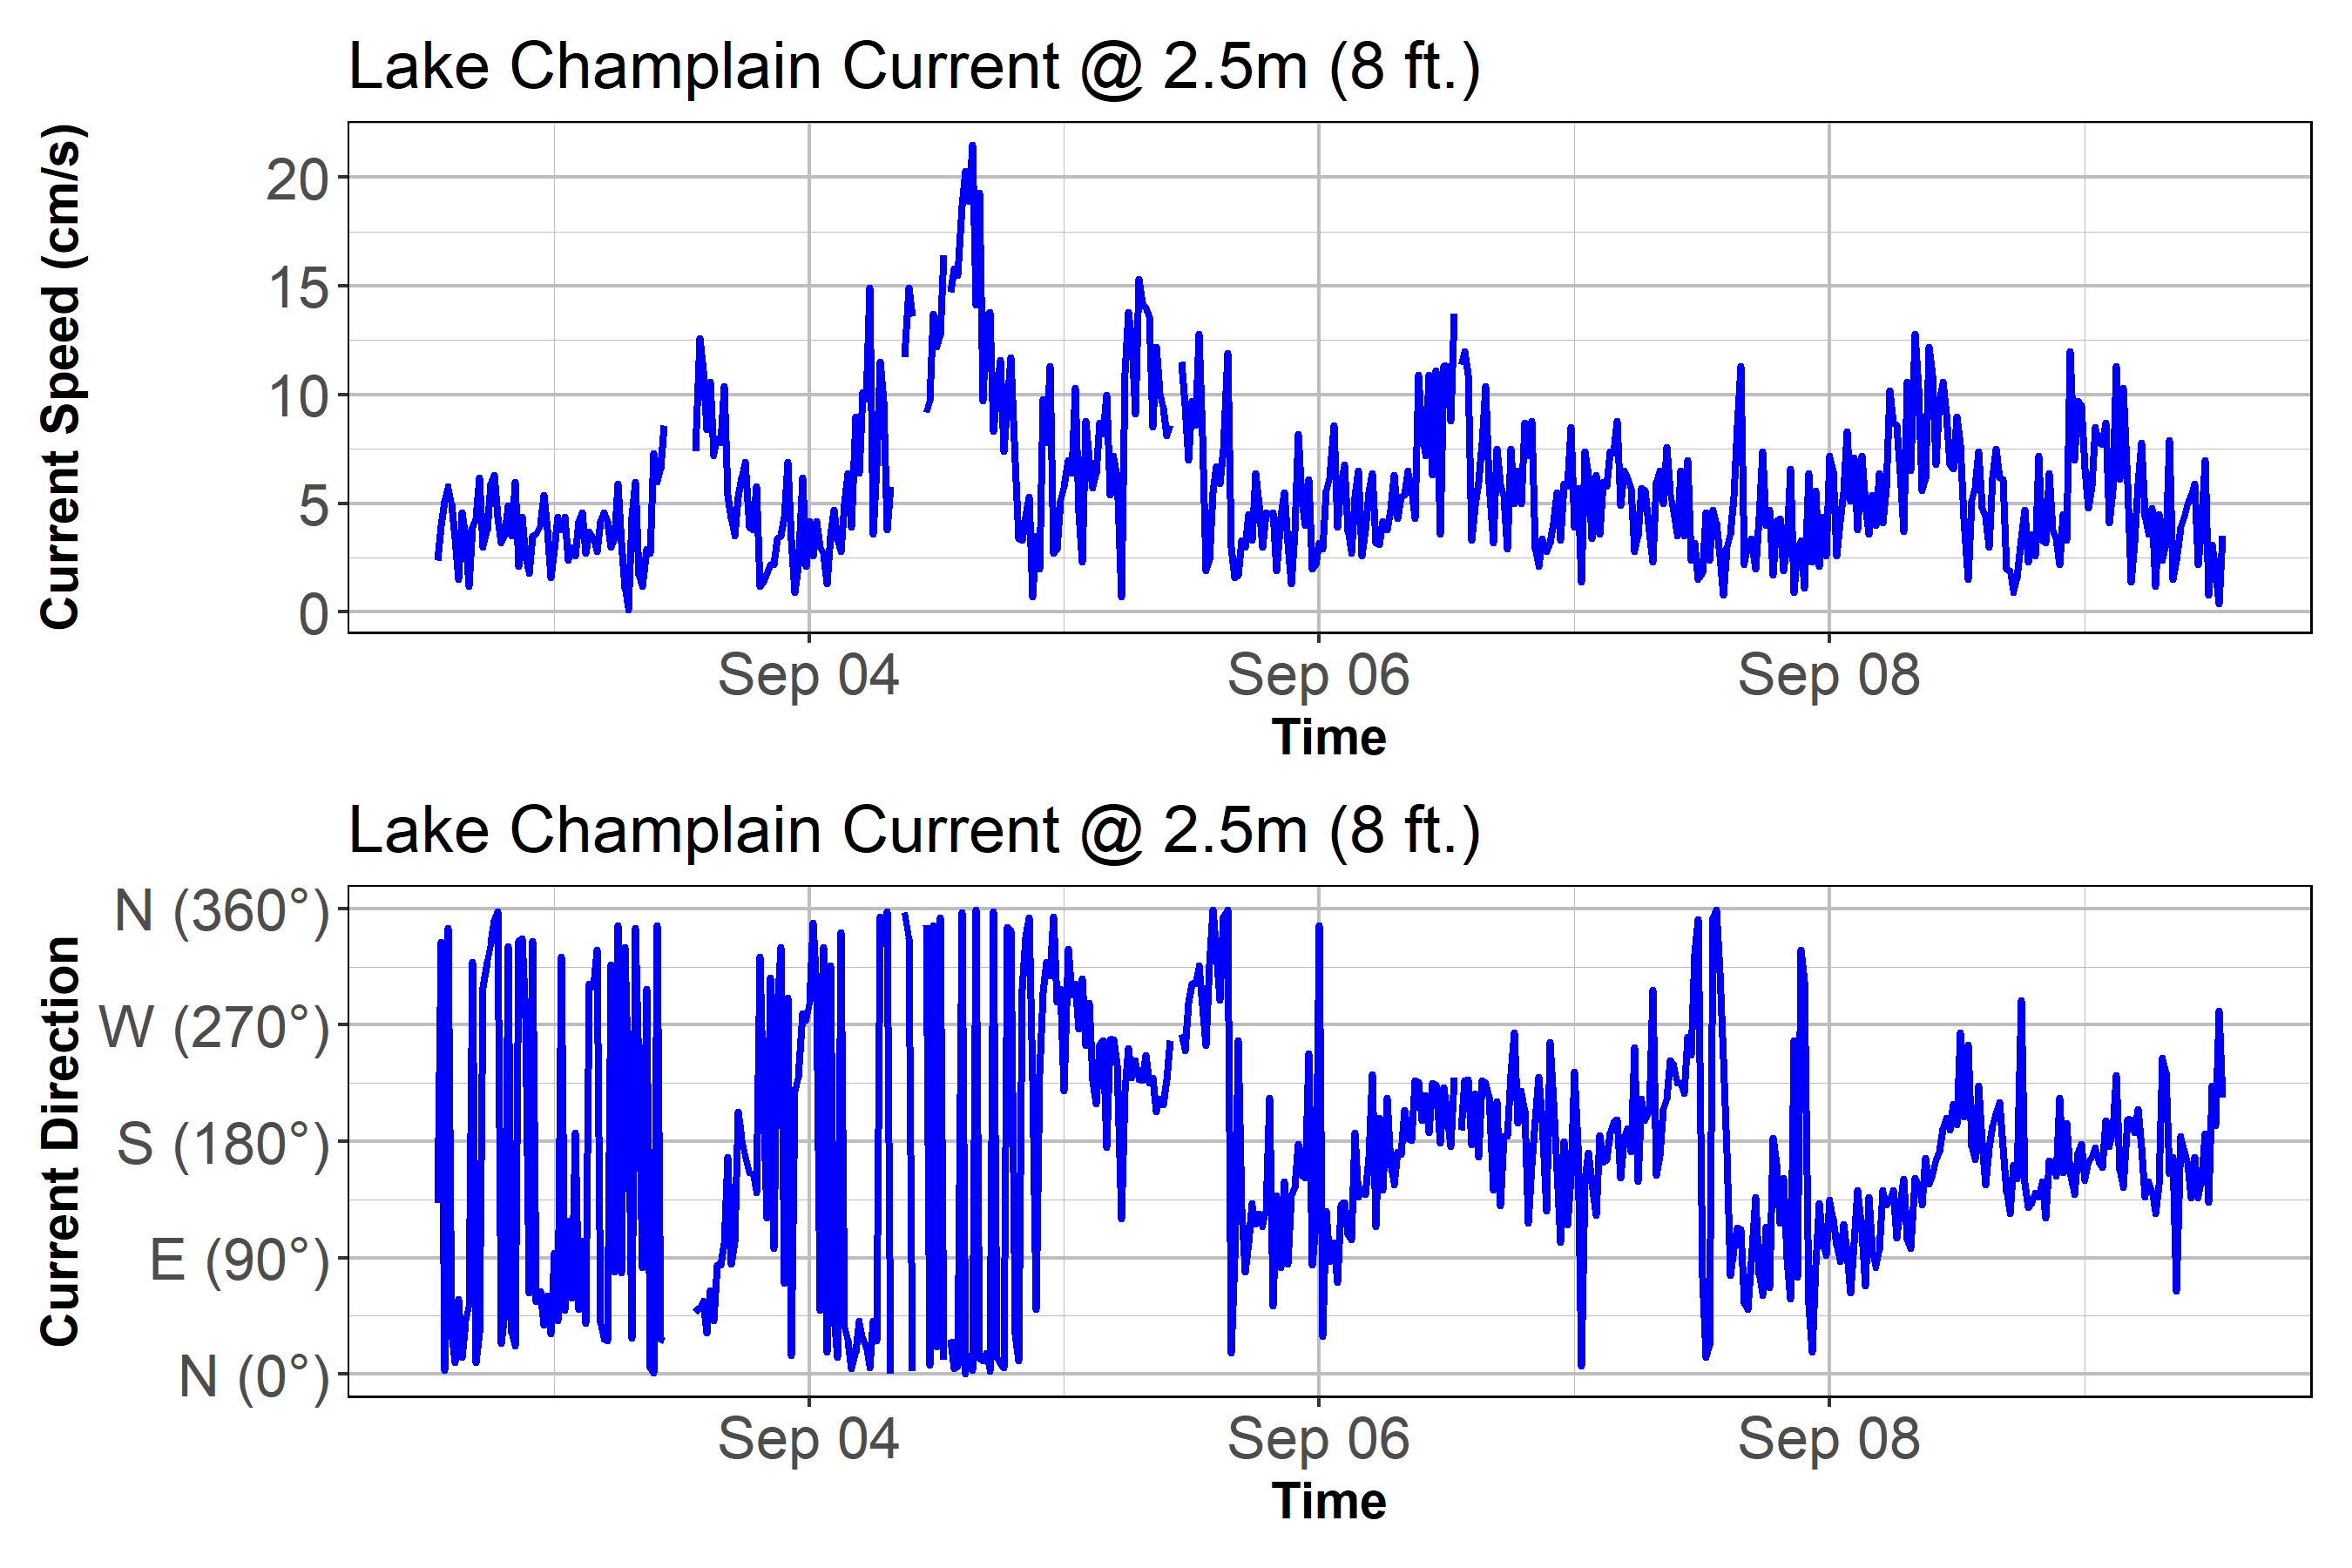 Lake Champlain Current @ 2.5m (8 ft.)
Current Speed (cm/s)
20
15
10
5
0
Sep 04 Sep 06 Sep 08
Time
Lake Champlain Current @ 2.5m (8 ft.)
Current Direction
N (360°)
W (270°)
S (180°)
E (90°)
N (0°)
Sep 04 Sep 06 Sep 08
Time